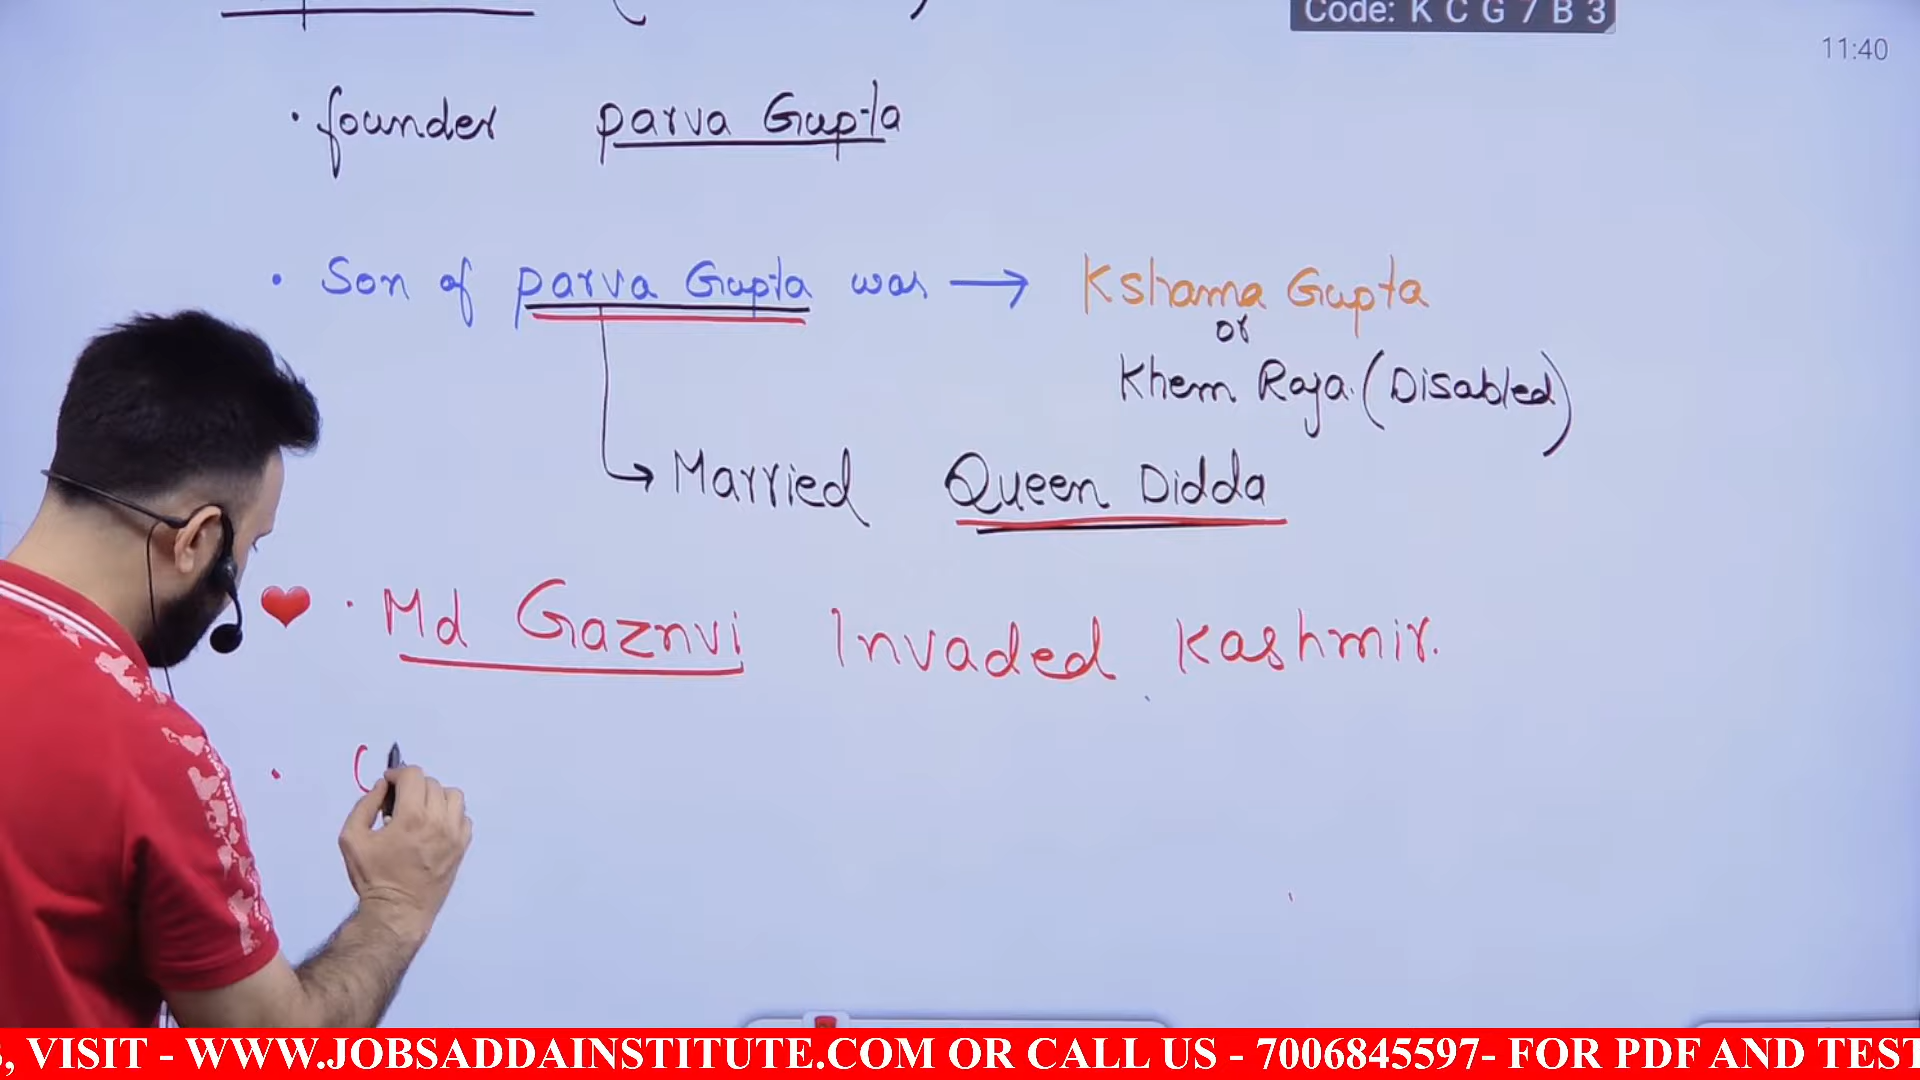 Code: K C G 7 B 3
11:40
• founder parva Gupta
• Son of parva Gupta was → Kshama Gupta
or
Khem Raja. (Disabled)
→ Married Queen Didda
❤ • Md Gaznvi Invaded Kashmir.
•
, VISIT - WWW.JOBSADDAINSTITUTE.COM OR CALL US - 7006845597- FOR PDF AND TEST